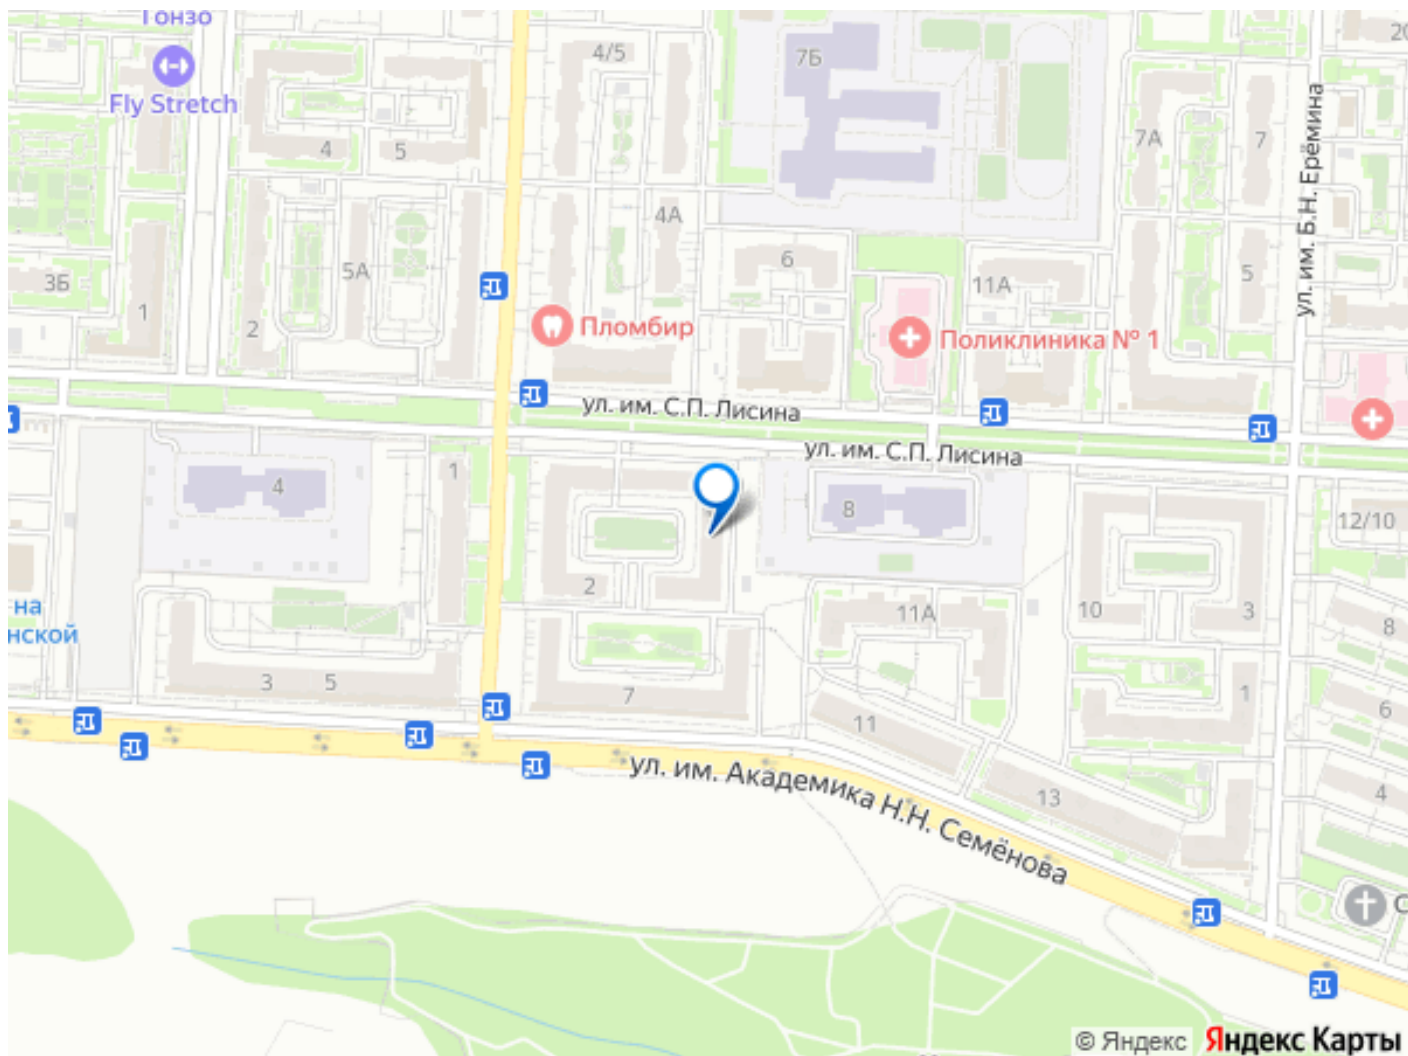 Гонзо
Fly Stretch
4/5
7Б
20
4
5
7А
7
ул. им. Б.Н. Ерёмина
4А
6
5А
3Б
1
2
11А
5
Пломбир
Поликлиника № 1
ул. им. С.П. Лисина
ул. им. С.П. Лисина
4
1
8
12/10
2
11А
10
3
8
на
нской
3
5
7
11
1
6
13
4
ул. им. Академика Н.Н. Семёнова
С
© Яндекс
Яндекс Карты